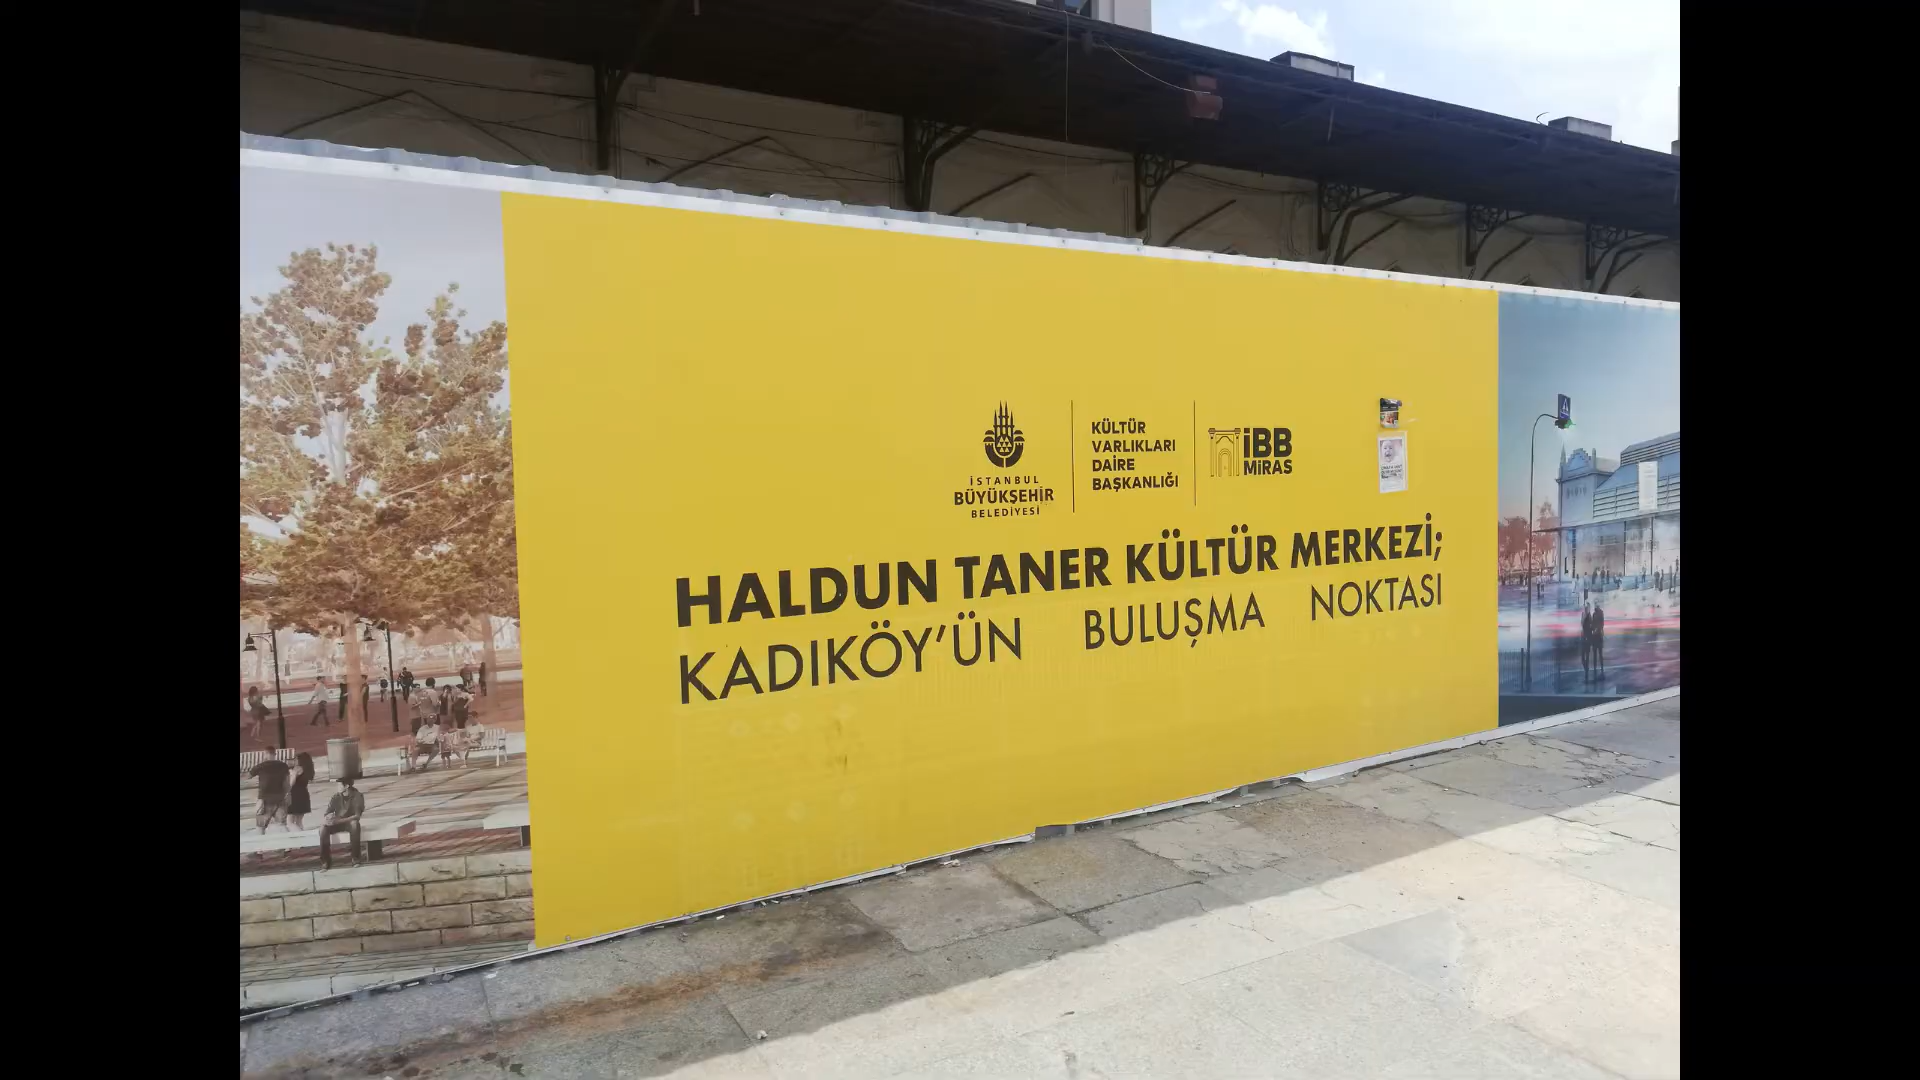 İSTANBUL
BÜYÜKŞEHİR
BELEDİYESİ
KÜLTÜR
VARLIKLARI
DAİRE
BAŞKANLIĞI
İBB
MİRAS
HALDUN TANER KÜLTÜR MERKEZİ;
KADIKÖY'ÜN BULUŞMA NOKTASI